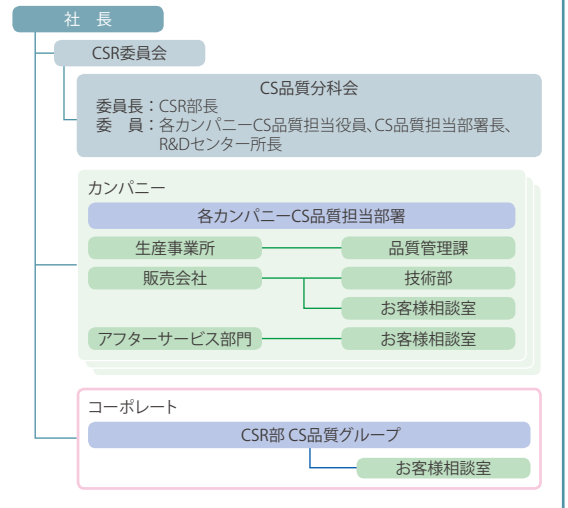 社 長
CSR委員会
CS品質分科会
委員長：CSR部長
委 員：各カンパニーCS品質担当役員、CS品質担当部署長、
R&Dセンター所長
カンパニー
各カンパニーCS品質担当部署
生産事業所 品質管理課
販売会社 技術部
お客様相談室
アフターサービス部門 お客様相談室
コーポレート
CSR部 CS品質グループ
お客様相談室